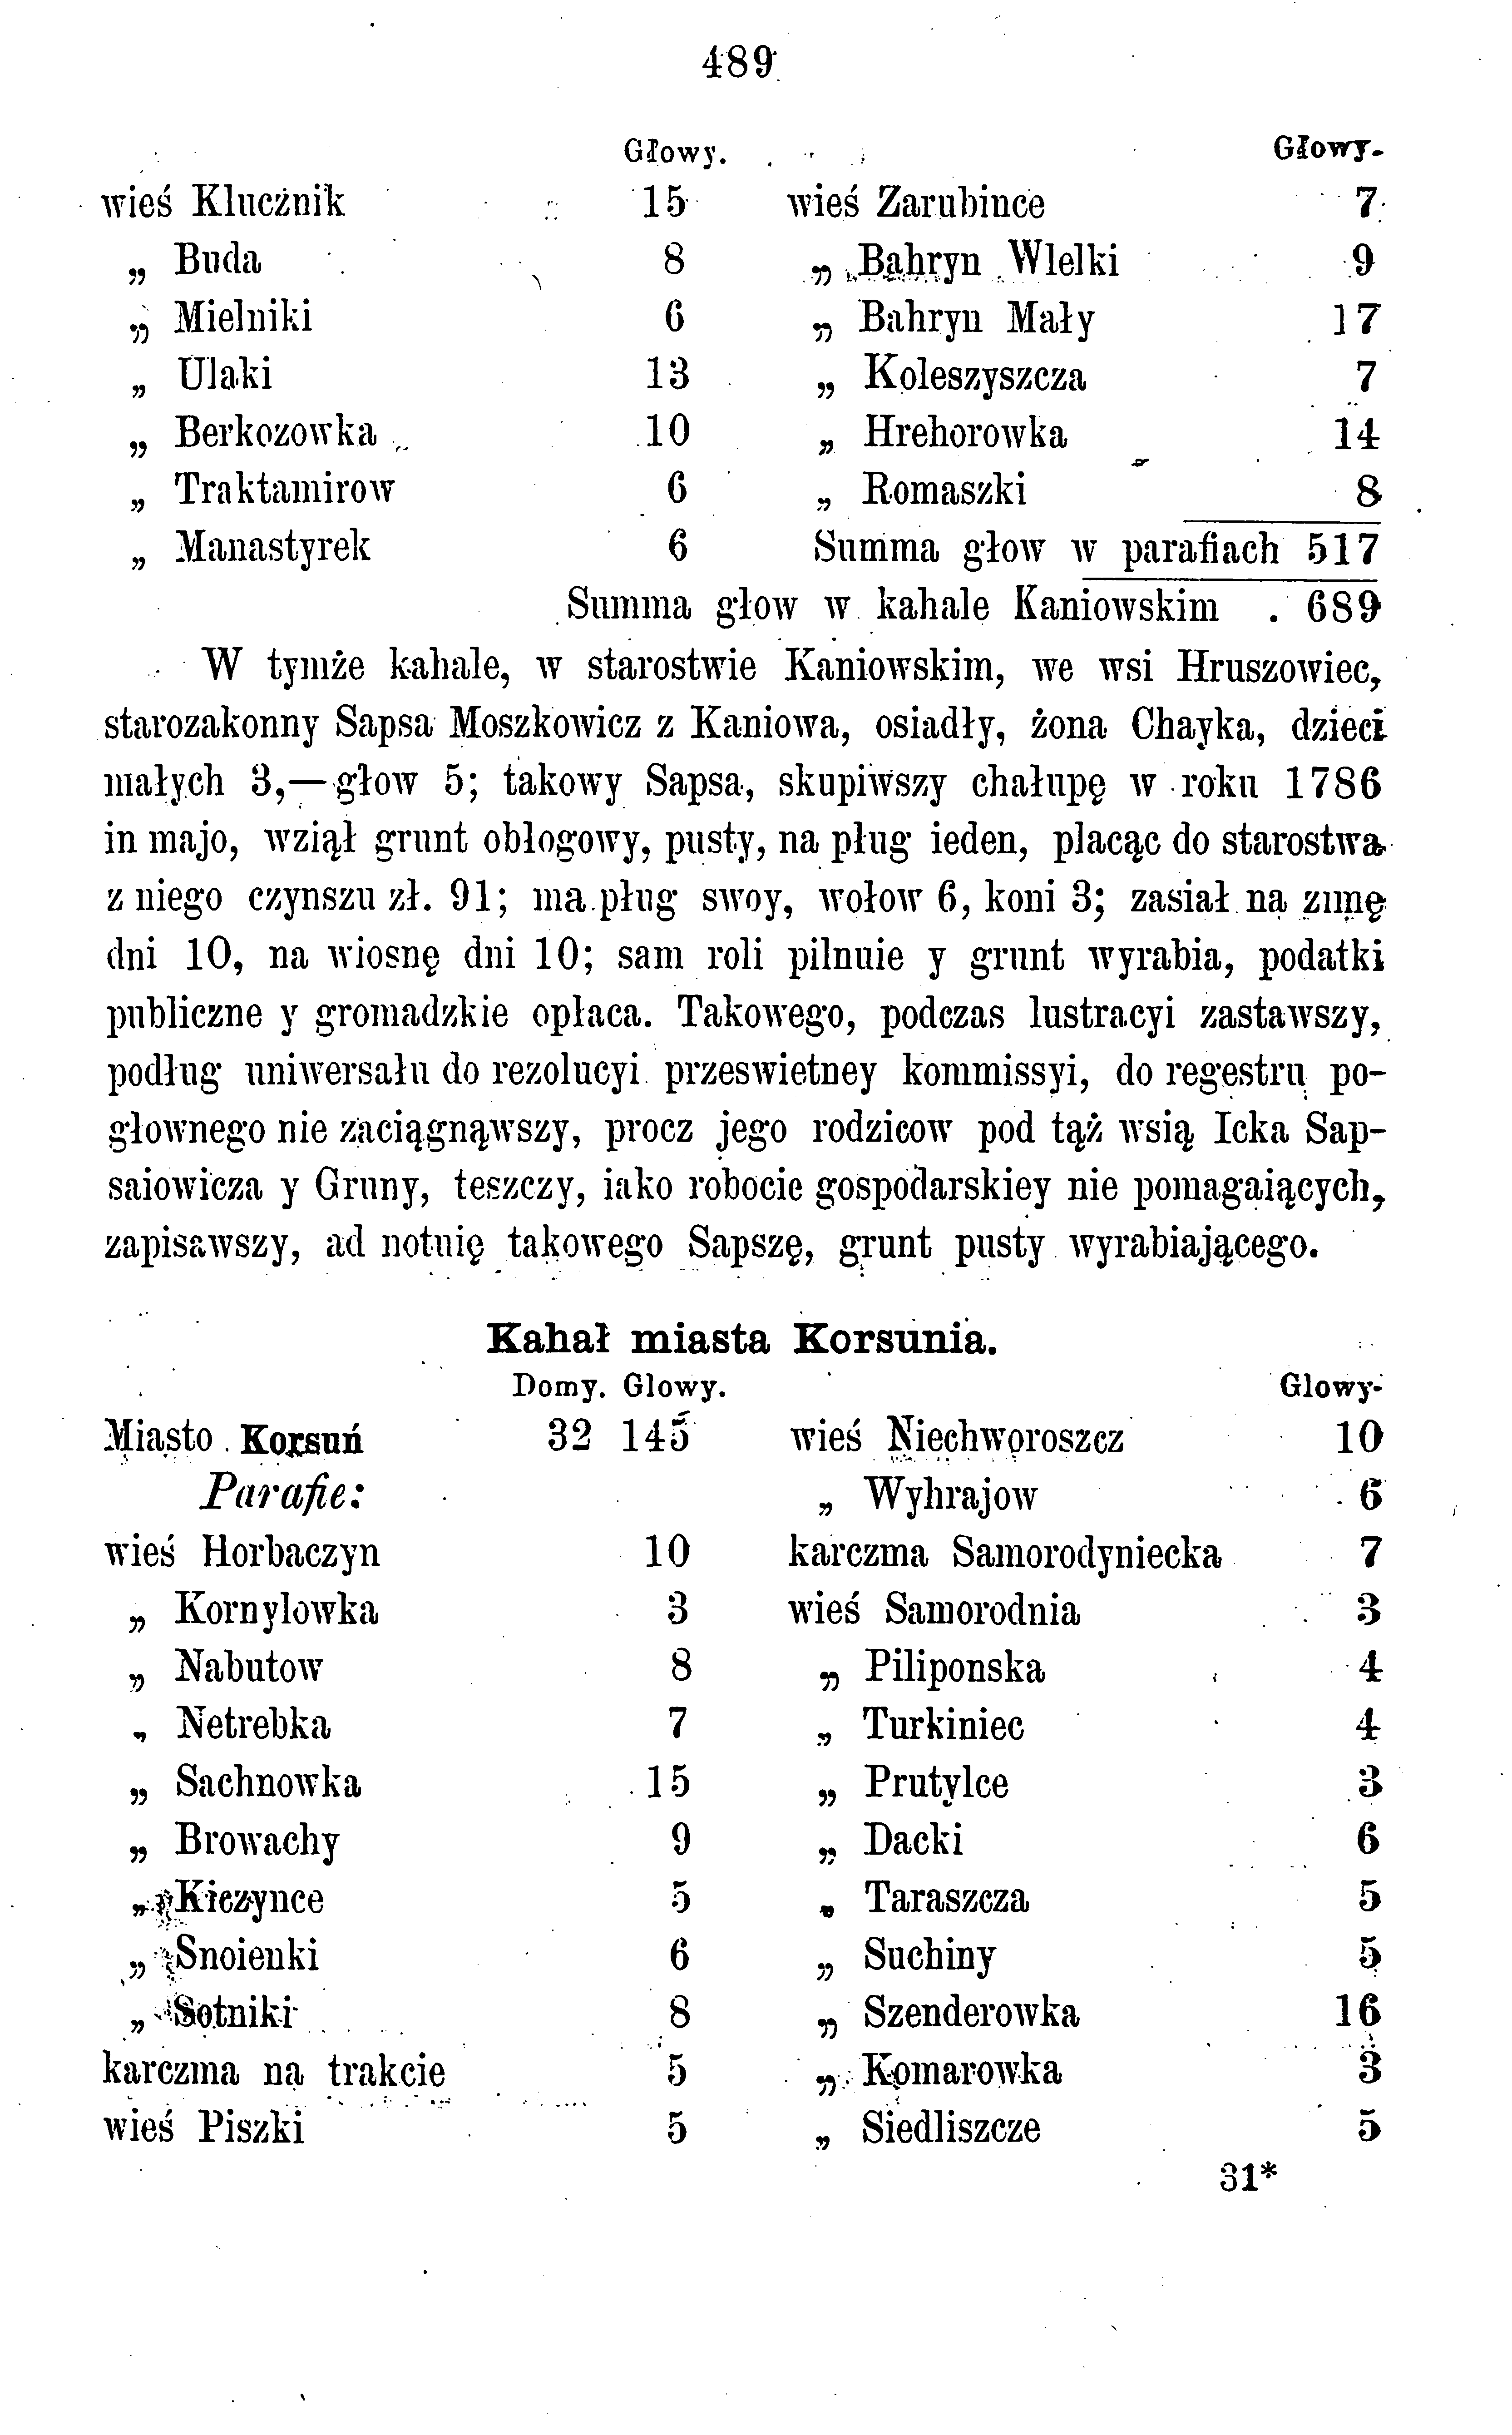 489
Głowy. Głowy.
wieś Klucznik 15 wieś Zarubince 7
„ Buda 8 „ Bahryn Wlelki 9
„ Mielniki 6 „ Bahryn Mały 17
„ Ulaki 13 „ Koleszyszcza 7
„ Berkozowka 10 „ Hrehorowka 14
„ Traktamirow 6 „ Romaszki 8
„ Manastyrek 6 Summa głow w parafiach 517
Summa głow w kahale Kaniowskim . 689
W tymże kahale, w starostwie Kaniowskim, we wsi Hruszowiec,
starozakonny Sapsa Moszkowicz z Kaniowa, osiadły, żona Chayka, dzieci
małych 3,—głow 5; takowy Sapsa, skupiwszy chałupę w roku 1786
in majo, wziął grunt obłogowy, pusty, na pług ieden, placąc do starostwa
z niego czynszu zł. 91; ma pług swoy, wołow 6, koni 3; zasiał na zimę
dni 10, na wiosnę dni 10; sam roli pilnuie y grunt wyrabia, podatki
publiczne y gromadzkie opłaca. Takowego, podczas lustracyi zastawszy,
podług uniwersału do rezolucyi przeswietney kommissyi, do regestru po-
głownego nie zaciągnąwszy, procz jego rodzicow pod tąż wsią Icka Sap-
saiowicza y Gruny, teszczy, iako robocie gospodarskiey nie pomagaiących,
zapisawszy, ad notuię takowego Sapszę, grunt pusty wyrabiającego.
Kahał miasta Korsunia.
Domy. Glowy. Glowy.
Miasto Korsuń 32 145 wieś Niechworoszcz 10
Parafie: „ Wyhrajow 6
wieś Horbaczyn 10 karczma Samorodyniecka 7
„ Kornylowka 3 wieś Samorodnia 3
„ Nabutow 8 „ Piliponska 4
„ Netrebka 7 „ Turkiniec 4
„ Sachnowka 15 „ Prutylce 3
„ Browachy 9 „ Dacki 6
„ Kiczynce 5 „ Taraszcza 5
„ Snoienki 6 „ Suchiny 5
„ Sotniki 8 „ Szenderowka 16
karczma na trakcie 5 „ Komarowka 3
wieś Piszki 5 „ Siedliszcze 5
31*